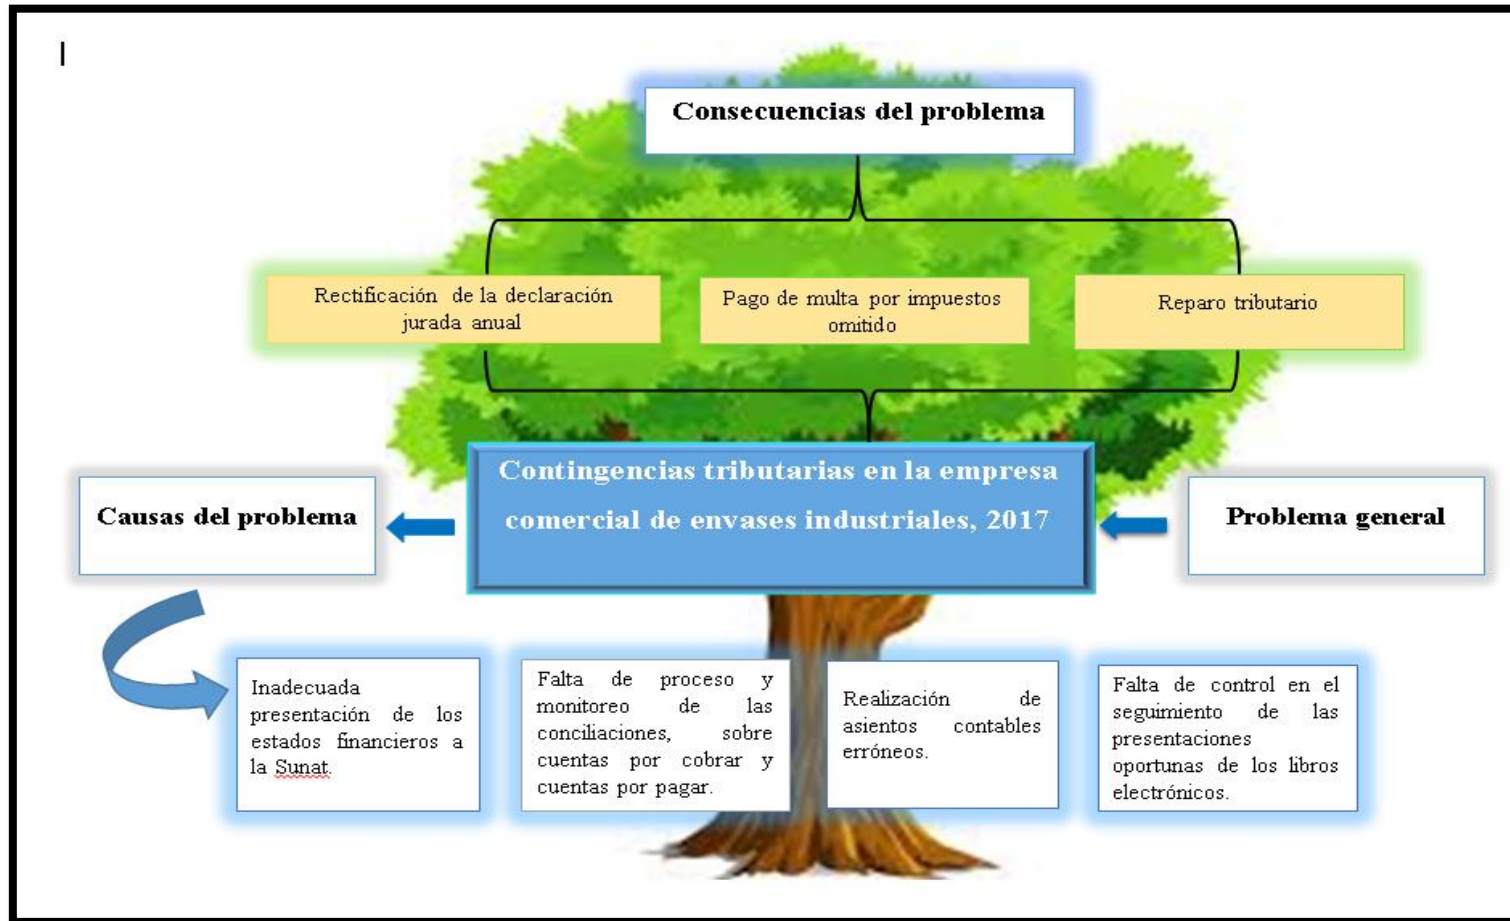 Consecuencias del problema
Rectificación de la declaración
jurada anual
Pago de multa por impuestos
omitido
Reparo tributario
Contingencias tributarias en la empresa
comercial de envases industriales, 2017
Causas del problema
Problema general
Inadecuada
presentación de los
estados financieros a
la Sunat.
Falta de proceso y
monitoreo de las
conciliaciones, sobre
cuentas por cobrar y
cuentas por pagar.
Realización de
asientos contables
erróneos.
Falta de control en el
seguimiento de las
presentaciones
oportunas de los libros
electrónicos.